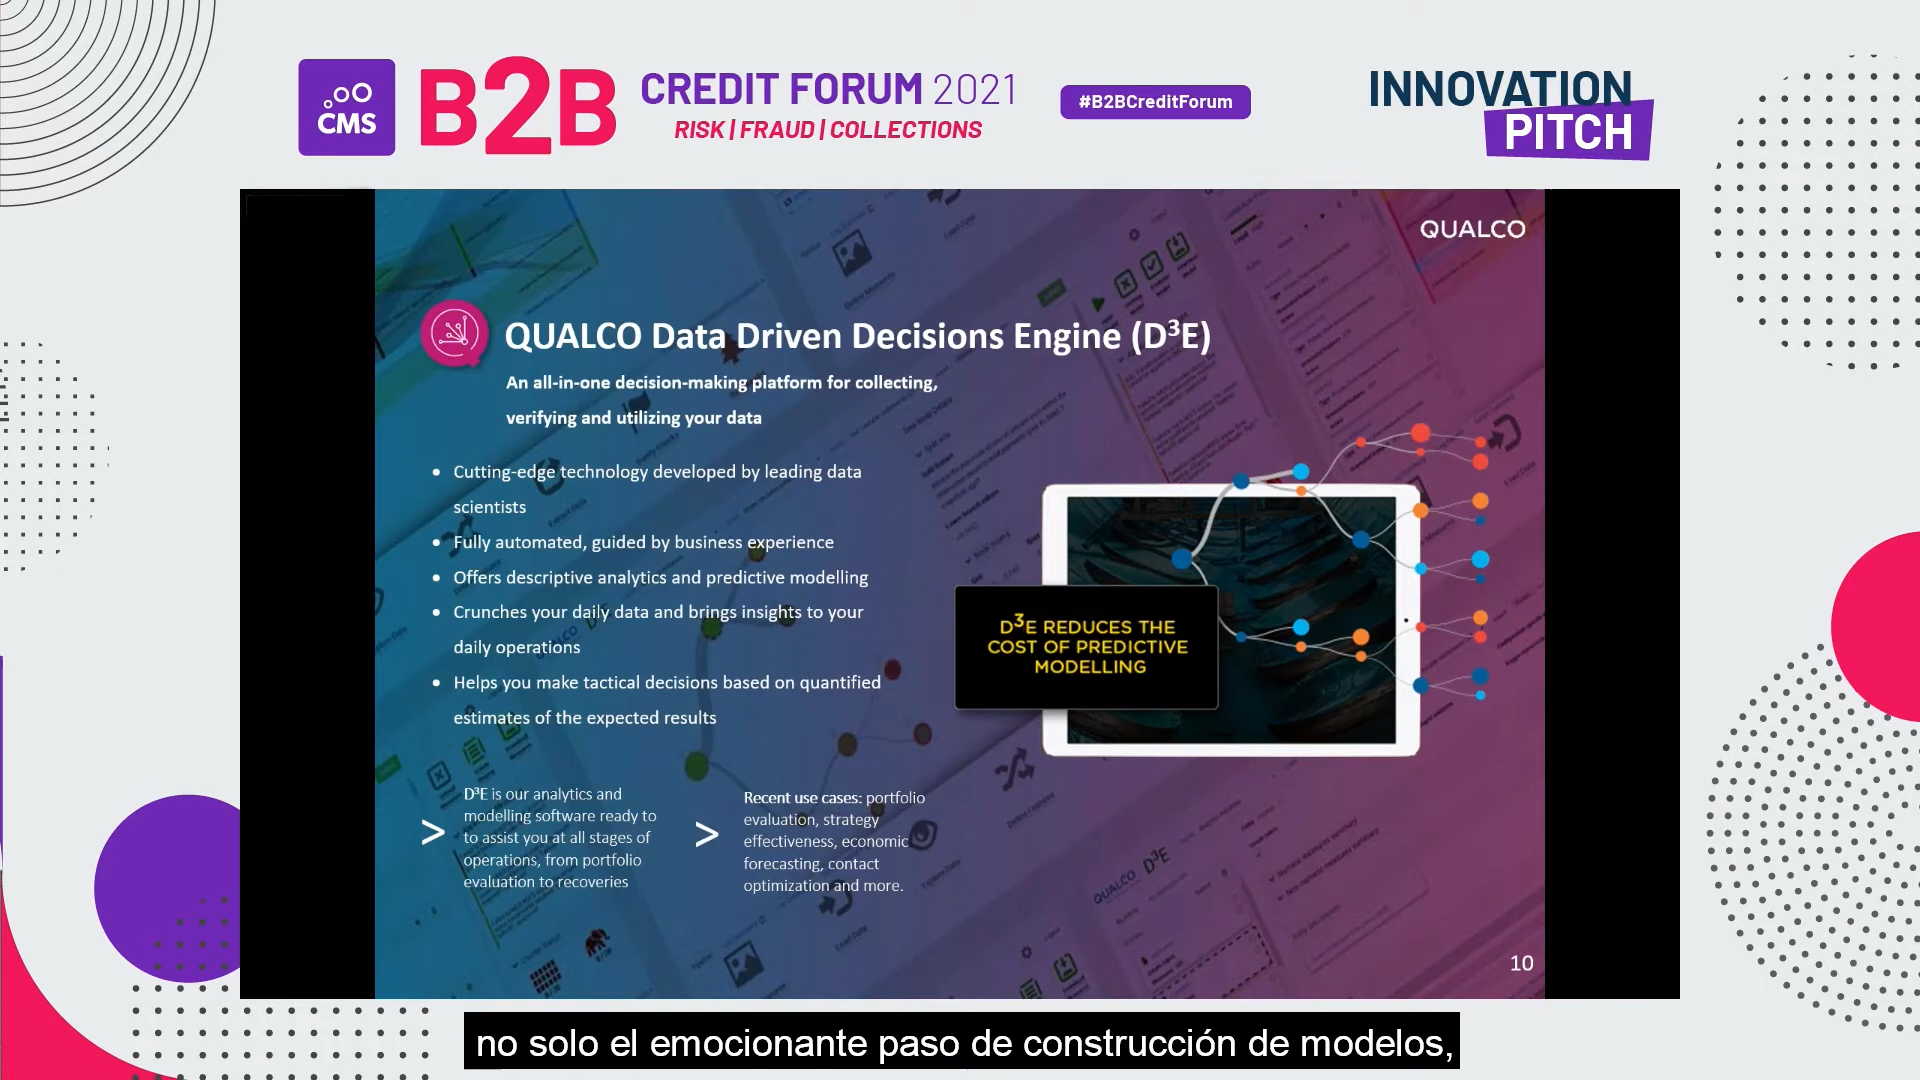 CMS
B2B
CREDIT FORUM 2021
RISK | FRAUD | COLLECTIONS
#B2BCreditForum
INNOVATION
PITCH
QUALCO
QUALCO Data Driven Decisions Engine (D³E)
An all-in-one decision-making platform for collecting,
verifying and utilizing your data
• Cutting-edge technology developed by leading data
scientists
• Fully automated, guided by business experience
• Offers descriptive analytics and predictive modelling
• Crunches your daily data and brings insights to your
daily operations
• Helps you make tactical decisions based on quantified
estimates of the expected results
D³E REDUCES THE
COST OF PREDICTIVE
MODELLING
> D³E is our analytics and
modelling software ready to
to assist you at all stages of
operations, from portfolio
evaluation to recoveries
> Recent use cases: portfolio
evaluation, strategy
effectiveness, economic
forecasting, contact
optimization and more.
QUALCO D³E
10
no solo el emocionante paso de construcción de modelos,